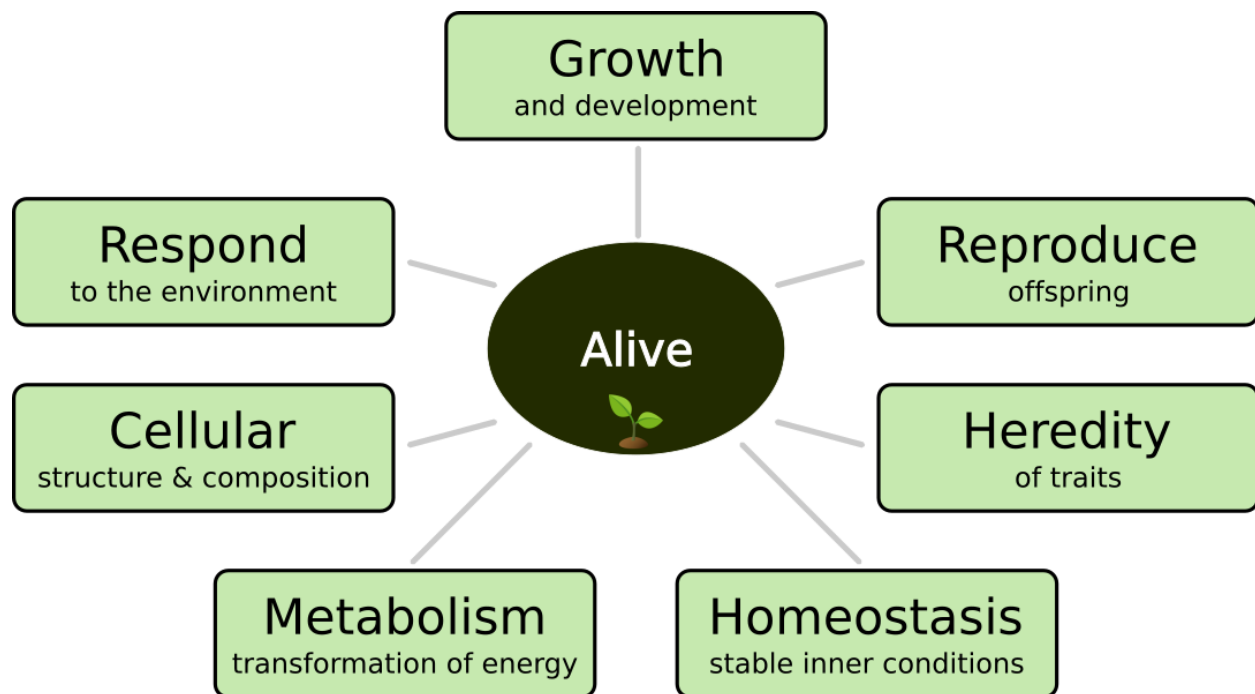 Growth
and development
Respond
to the environment
Reproduce
offspring
Alive
Cellular
structure & composition
Heredity
of traits
Metabolism
transformation of energy
Homeostasis
stable inner conditions